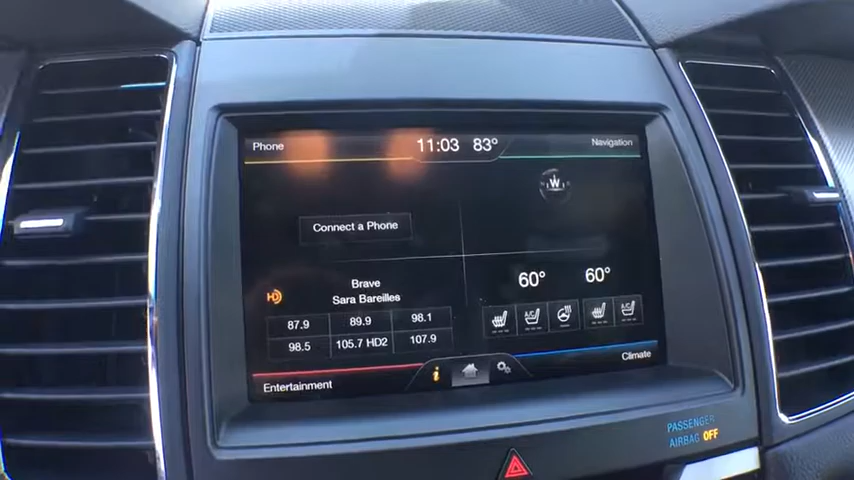 Phone
11:03 83°
Navigation
W
Connect a Phone
Brave
Sara Bareilles
HD
87.9 89.9 98.1
98.5 105.7 HD2 107.9
60° 60°
A/C A/C
Entertainment
i
Climate
PASSENGER
AIRBAG OFF